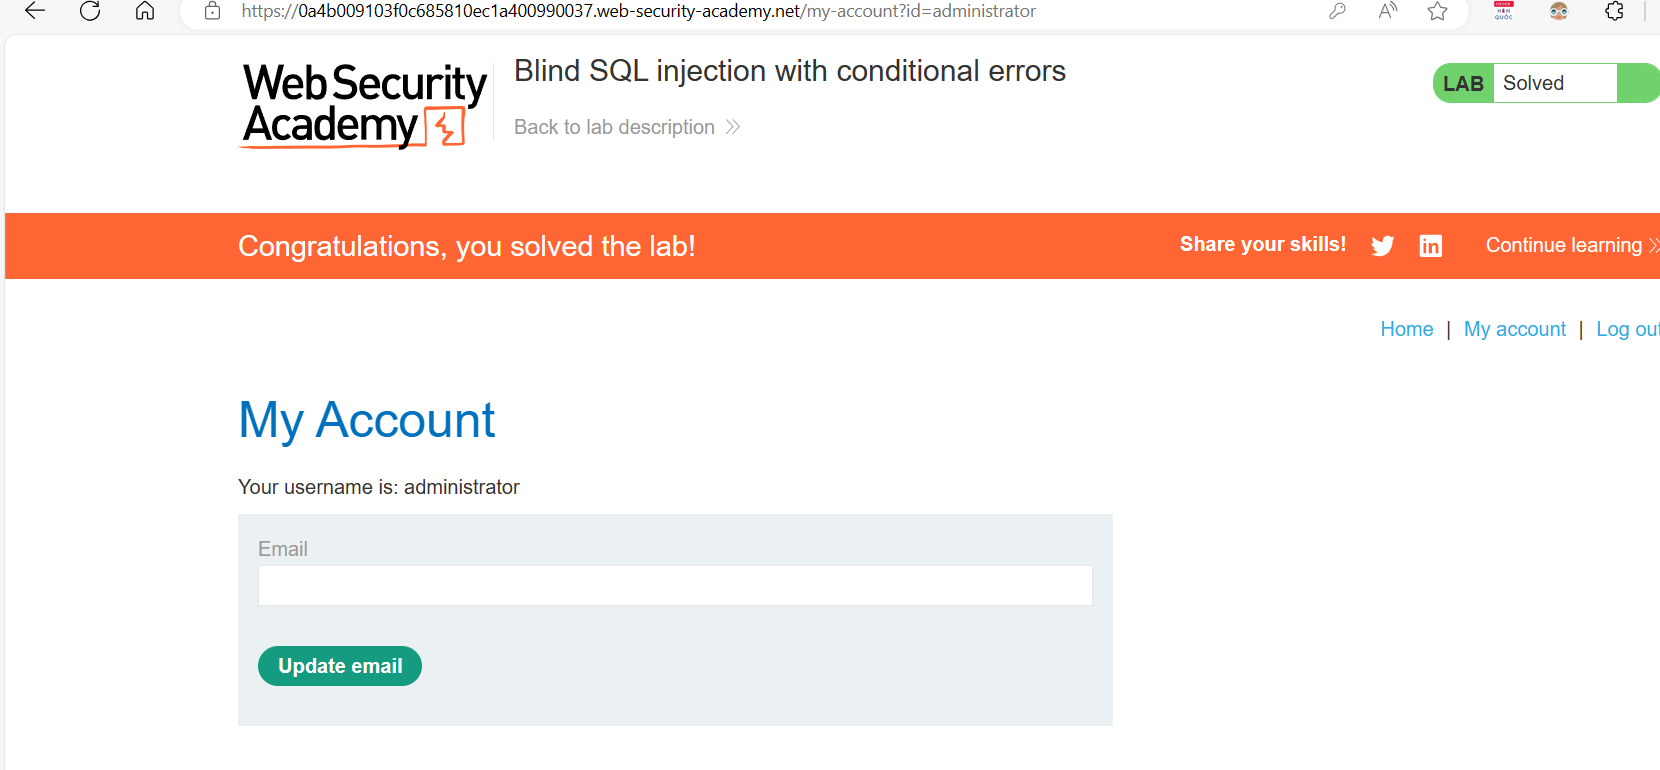 https://0a4b009103f0c685810ec1a400990037.web-security-academy.net/my-account?id=administrator
Web Security
Academy
Blind SQL injection with conditional errors
Back to lab description
LAB Solved
Congratulations, you solved the lab!
Share your skills!
Continue learning
Home | My account | Log out
My Account
Your username is: administrator
Email
Update email